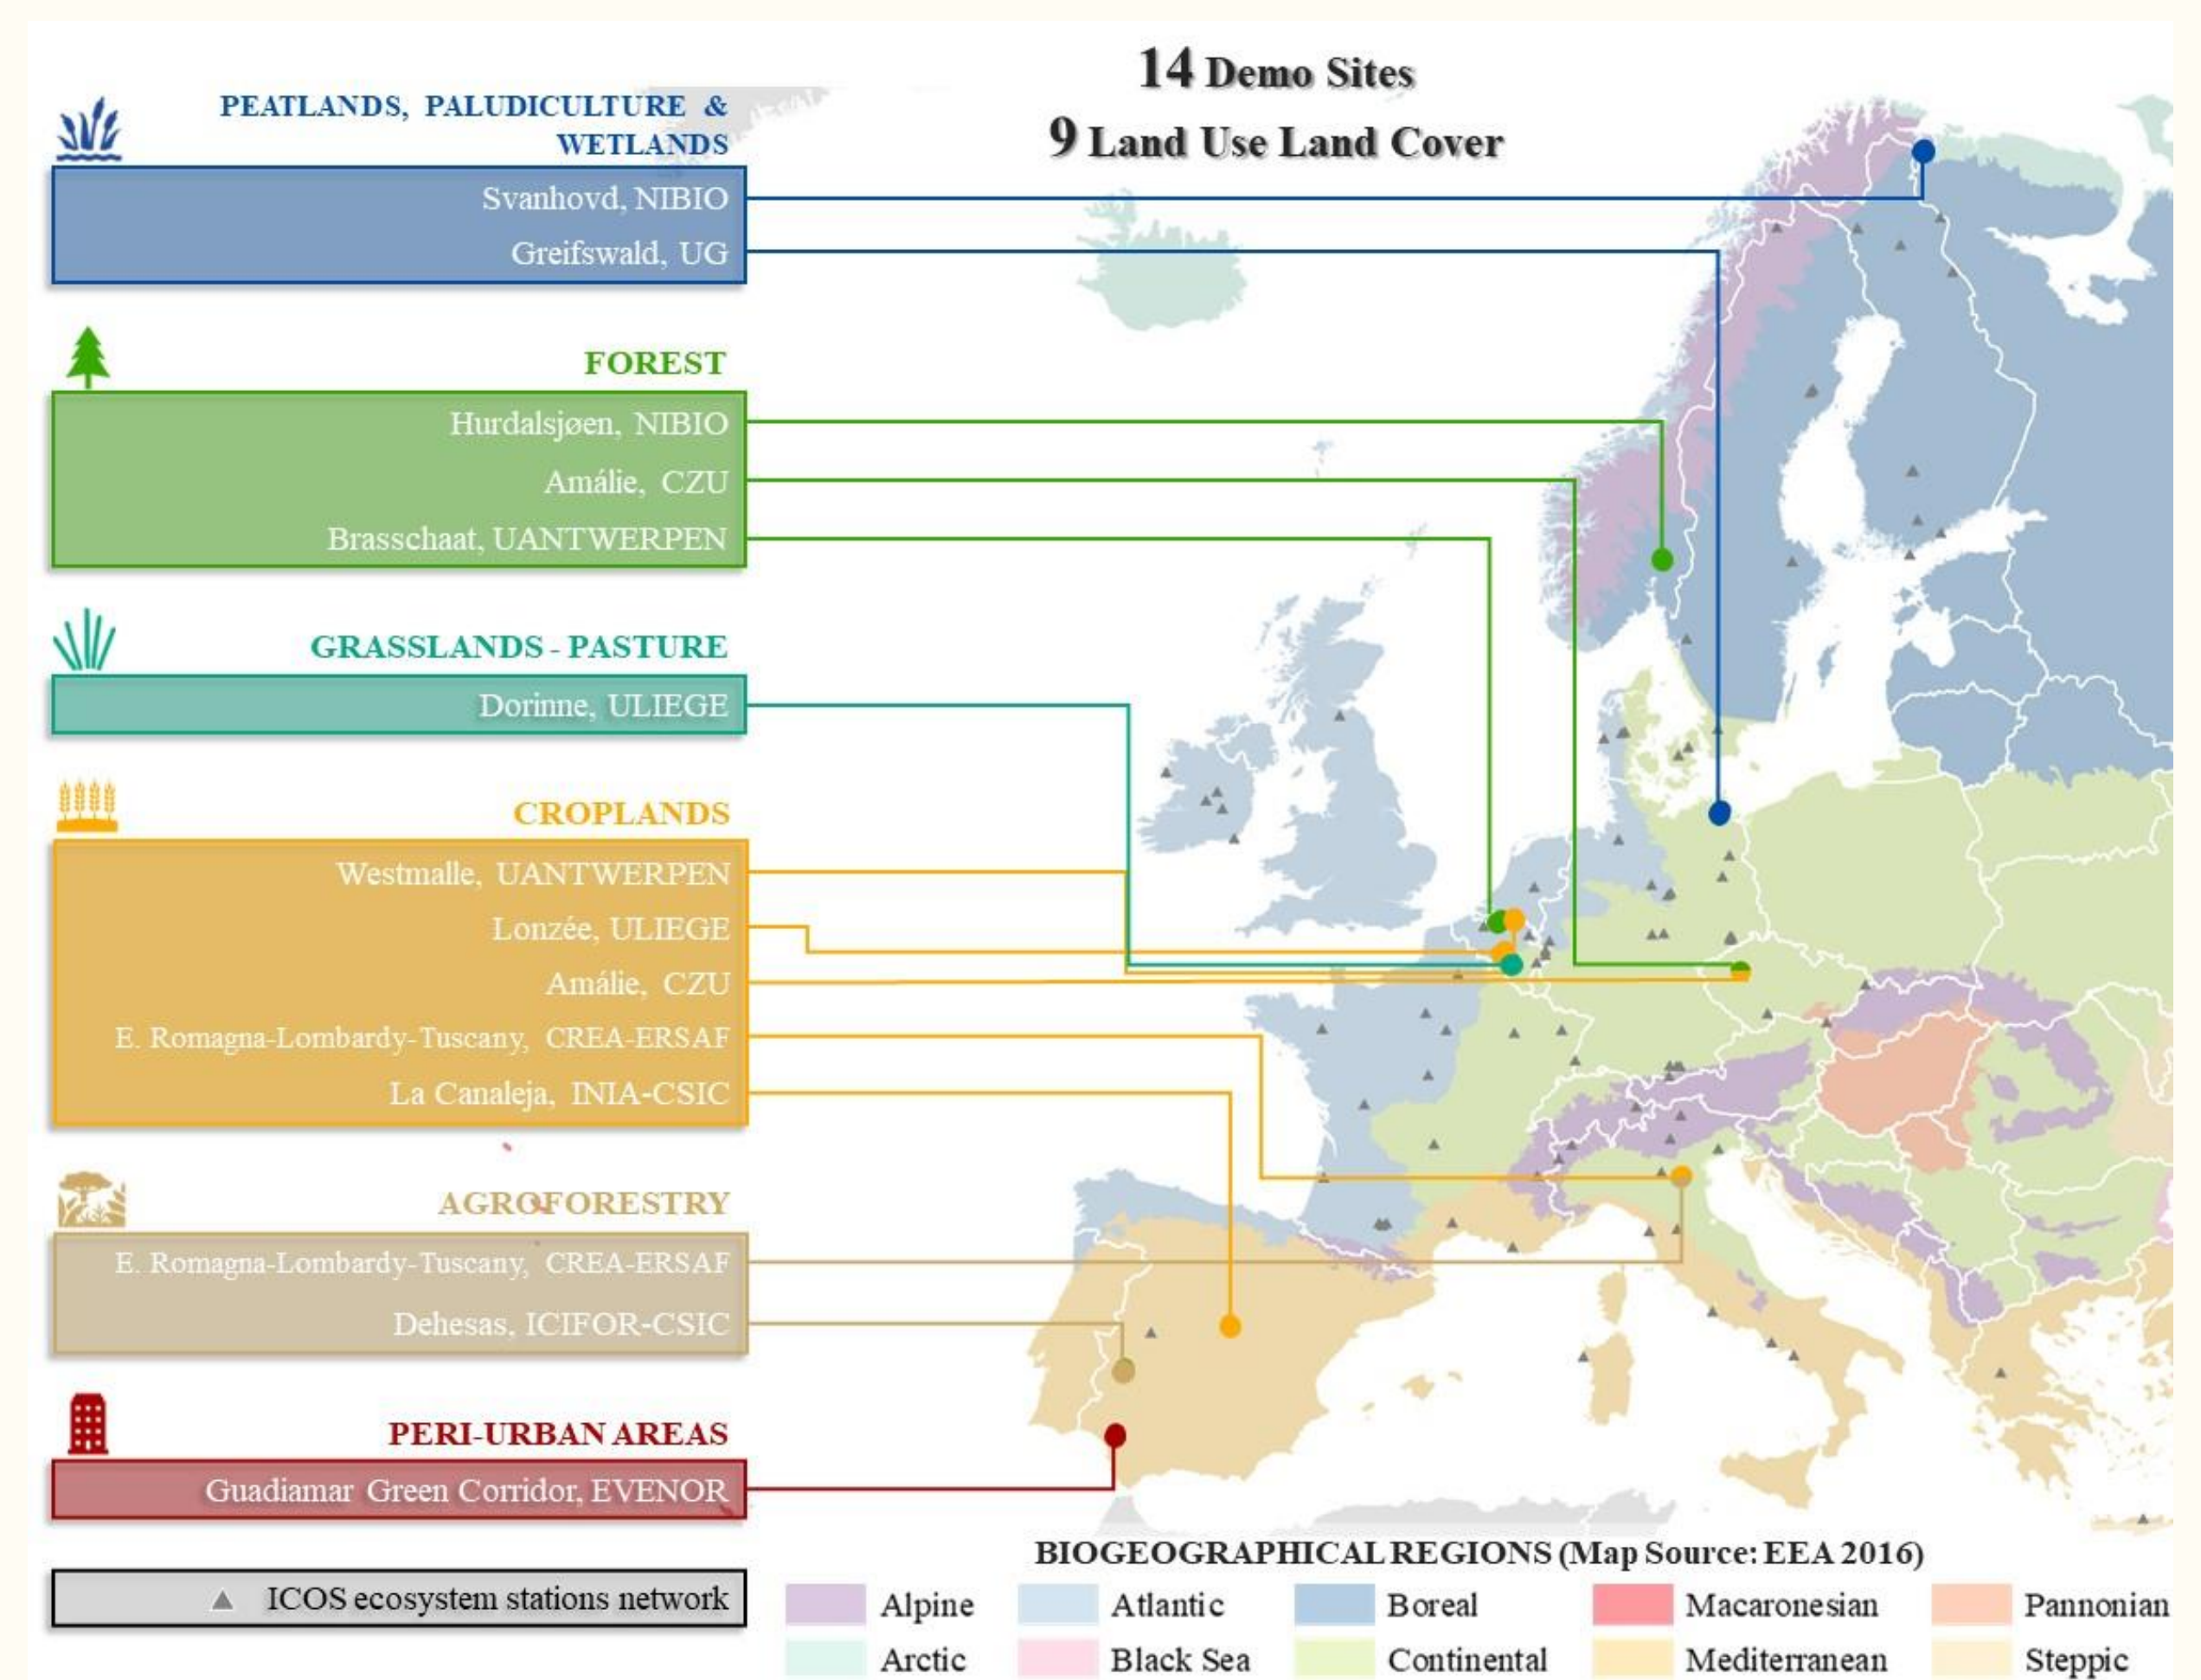 14 Demo Sites
9 Land Use Land Cover
PEATLANDS, PALUDICULTURE &
WETLANDS
Svanhovd, NIBIO
Greifswald, UG
FOREST
Hurdalsjøen, NIBIO
Amálie, CZU
Brasschaat, UANTWERPEN
GRASSLANDS - PASTURE
Dorinne, ULIEGE
CROPLANDS
Westmalle, UANTWERPEN
Lonzée, ULIEGE
Amálie, CZU
E. Romagna-Lombardy-Tuscany, CREA-ERSAF
La Canaleja, INIA-CSIC
AGROFORESTRY
E. Romagna-Lombardy-Tuscany, CREA-ERSAF
Dehesas, ICIFOR-CSIC
PERI-URBAN AREAS
Guadiamar Green Corridor, EVENOR
ICOS ecosystem stations network
BIOGEOGRAPHICAL REGIONS (Map Source: EEA 2016)
Alpine Atlantic Boreal Macaronesian Pannonian
Arctic Black Sea Continental Mediterranean Steppic